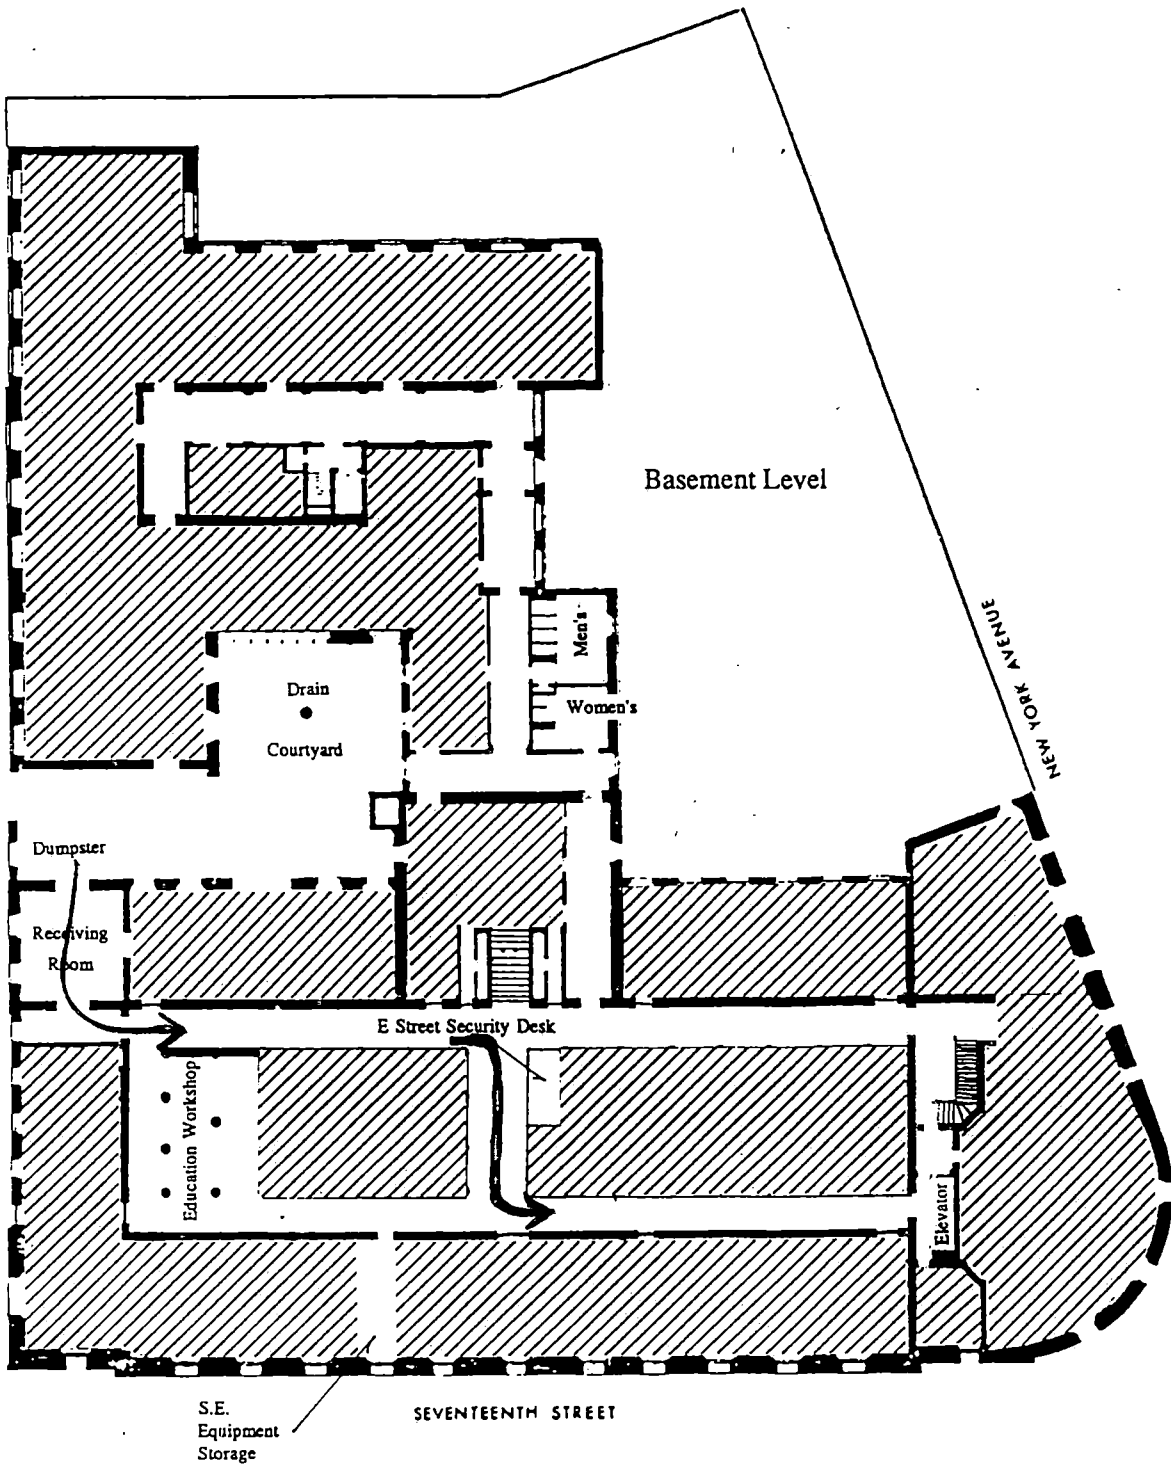 Basement Level
Men's
NEW YORK AVENUE
Drain
Women's
Courtyard
Dumpster
Receiving
Room
E Street Security Desk
Education Workshop
Elevator
S.E.
Equipment
Storage
SEVENTEENTH STREET